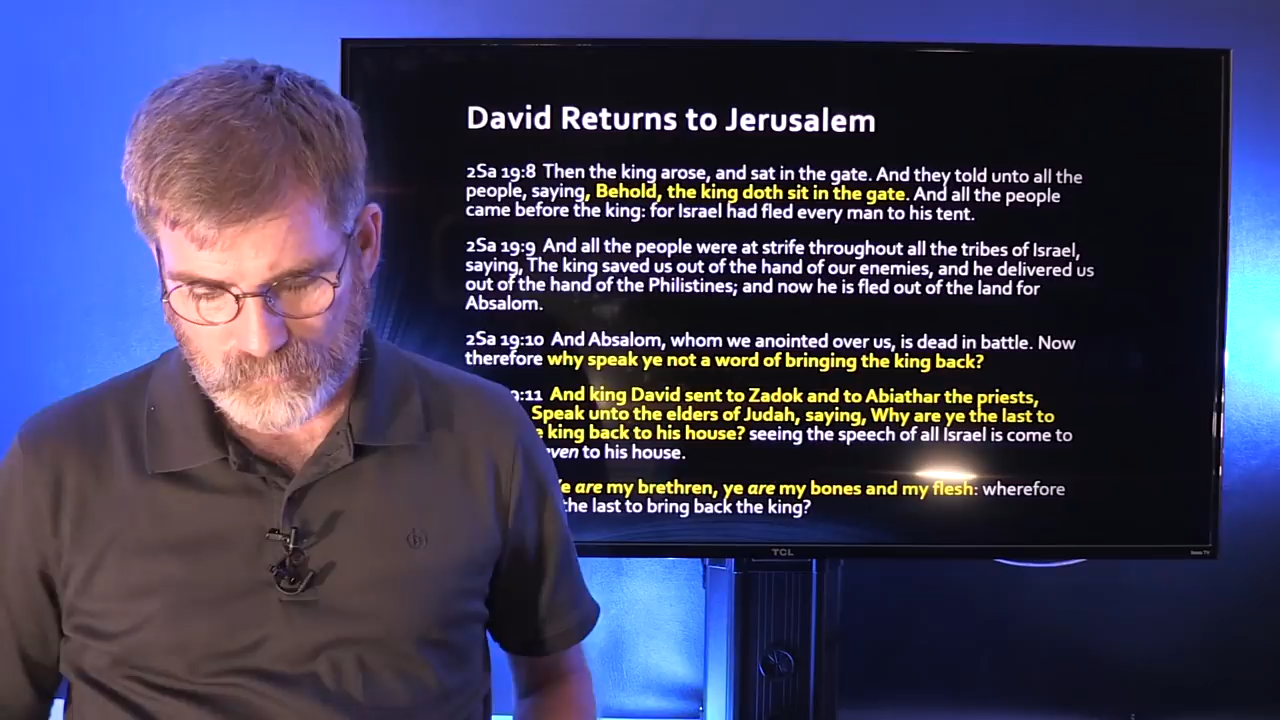 David Returns to Jerusalem
2Sa 19:8 Then the king arose, and sat in the gate. And they told unto all the
people, saying, Behold, the king doth sit in the gate. And all the people
came before the king: for Israel had fled every man to his tent.
2Sa 19:9 And all the people were at strife throughout all the tribes of Israel,
saying, The king saved us out of the hand of our enemies, and he delivered us
out of the hand of the Philistines; and now he is fled out of the land for
Absalom.
2Sa 19:10 And Absalom, whom we anointed over us, is dead in battle. Now
therefore why speak ye not a word of bringing the king back?
:11 And king David sent to Zadok and to Abiathar the priests,
Speak unto the elders of Judah, saying, Why are ye the last to
king back to his house? seeing the speech of all Israel is come to
even to his house.
Ye are my brethren, ye are my bones and my flesh: wherefore
the last to bring back the king?
TCL
Roku TV